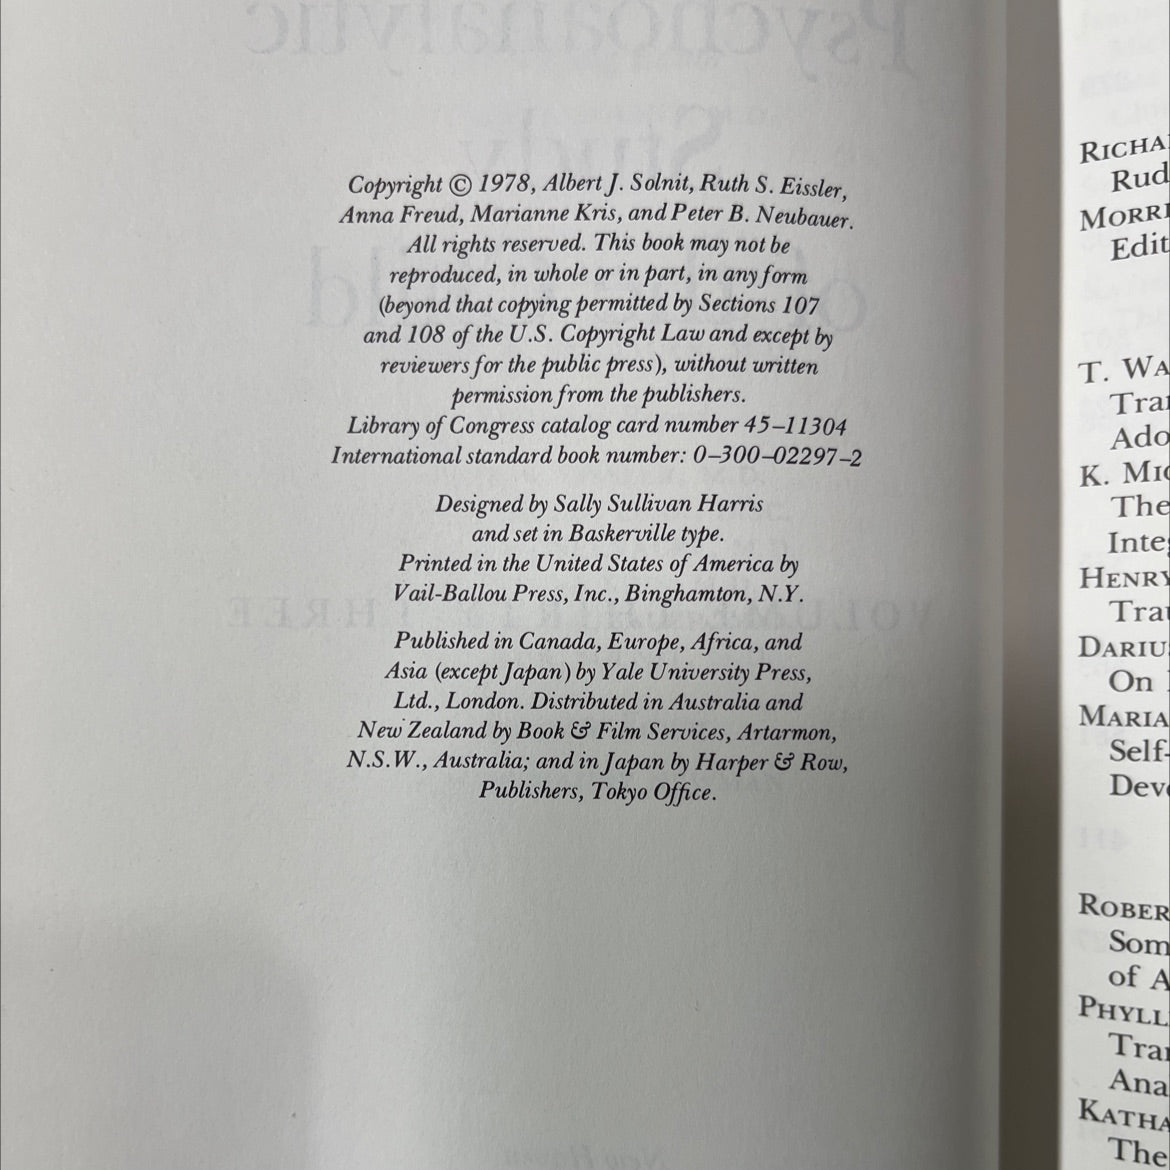 Copyright © 1978, Albert J. Solnit, Ruth S. Eissler,
Anna Freud, Marianne Kris, and Peter B. Neubauer.
All rights reserved. This book may not be
reproduced, in whole or in part, in any form
(beyond that copying permitted by Sections 107
and 108 of the U.S. Copyright Law and except by
reviewers for the public press), without written
permission from the publishers.
Library of Congress catalog card number 45–11304
International standard book number: 0–300–02297–2
Designed by Sally Sullivan Harris
and set in Baskerville type.
Printed in the United States of America by
Vail-Ballou Press, Inc., Binghamton, N.Y.
Published in Canada, Europe, Africa, and
Asia (except Japan) by Yale University Press,
Ltd., London. Distributed in Australia and
New Zealand by Book & Film Services, Artarmon,
N.S.W., Australia; and in Japan by Harper & Row,
Publishers, Tokyo Office.
RICHA
Rud
MORRI
Edit
T. WA
Tra
Ado
K. MIC
The
Inte
HENRY
Trau
DARIU
On
MARIA
Self-
Deve
ROBER
Som
of A
PHYLL
Tra
Ana
KATHA
The